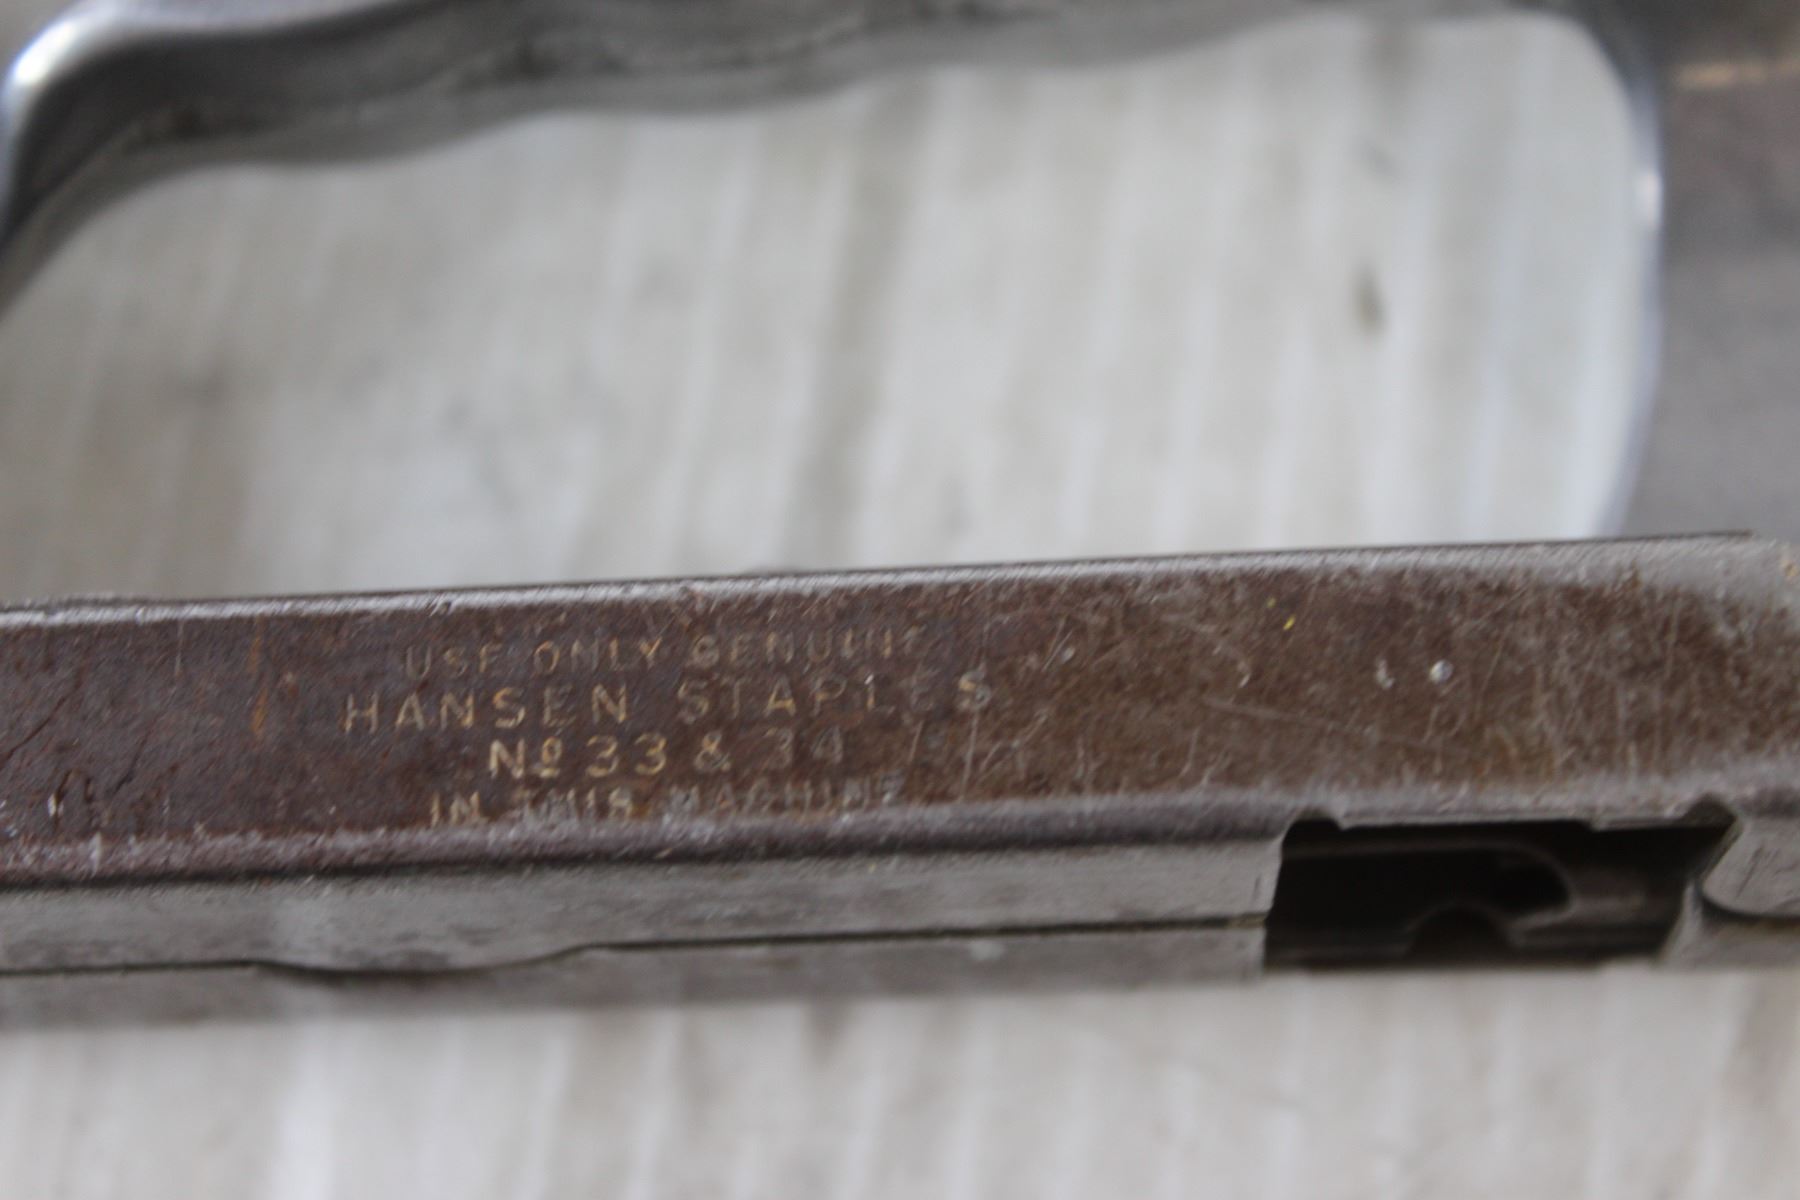 USE ONLY GENUINE
HANSEN STAPLES
Nº 33 & 34
IN THIS MACHINE